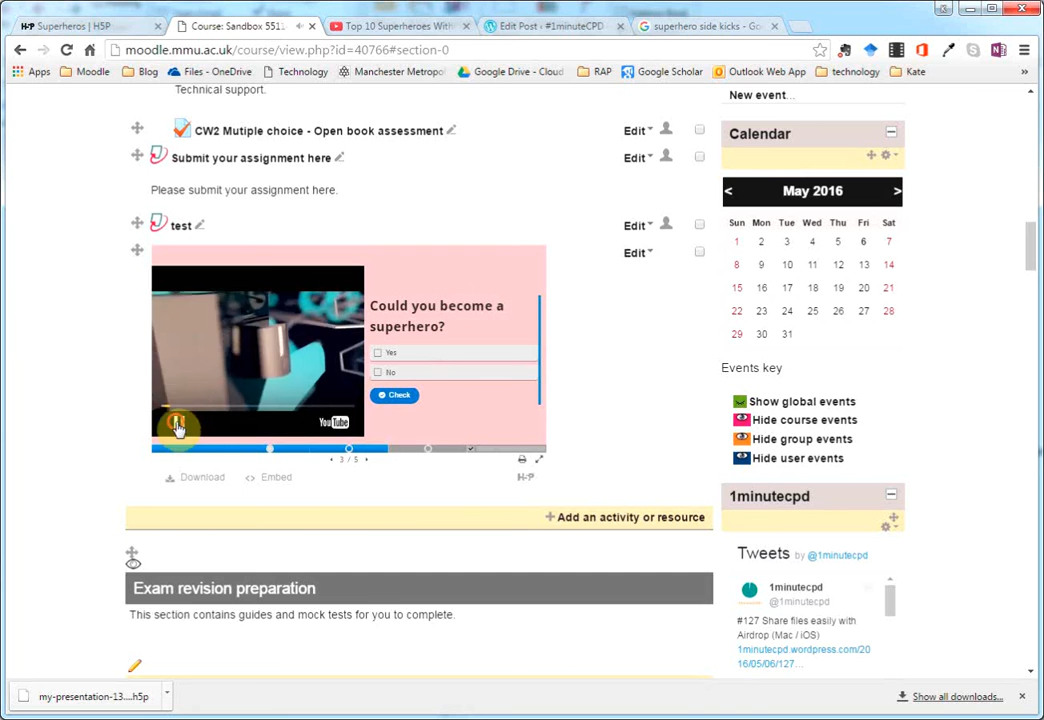 H-P Superheroes | H5P
Course: Sandbox 5511
Top 10 Superheroes With
Edit Post ‹ #1minuteCPD
superhero side kicks - Go
moodle.mmu.ac.uk/course/view.php?id=40766#section-0
Apps Moodle Blog Files - OneDrive Technology Manchester Metropol Google Drive - Cloud RAP Google Scholar Outlook Web App technology Kate »
Technical support.
CW2 Mutiple choice - Open book assessment
Edit
Submit your assignment here
Edit
Please submit your assignment here.
test
Edit
Edit
Could you become a
superhero?
Yes
No
Check
YouTube
3 / 5
Download
Embed
H-P
Add an activity or resource
Exam revision preparation
This section contains guides and mock tests for you to complete.
New event...
Calendar
< May 2016 >
Sun Mon Tue Wed Thu Fri Sat
1 2 3 4 5 6 7
8 9 10 11 12 13 14
15 16 17 18 19 20 21
22 23 24 25 26 27 28
29 30 31
Events key
Show global events
Hide course events
Hide group events
Hide user events
1minutecpd
Tweets by @1minutecpd
1minutecpd
@1minutecpd
#127 Share files easily with
Airdrop (Mac / iOS)
1minutecpd.wordpress.com/20
16/05/06/127…
my-presentation-13....h5p
Show all downloads...